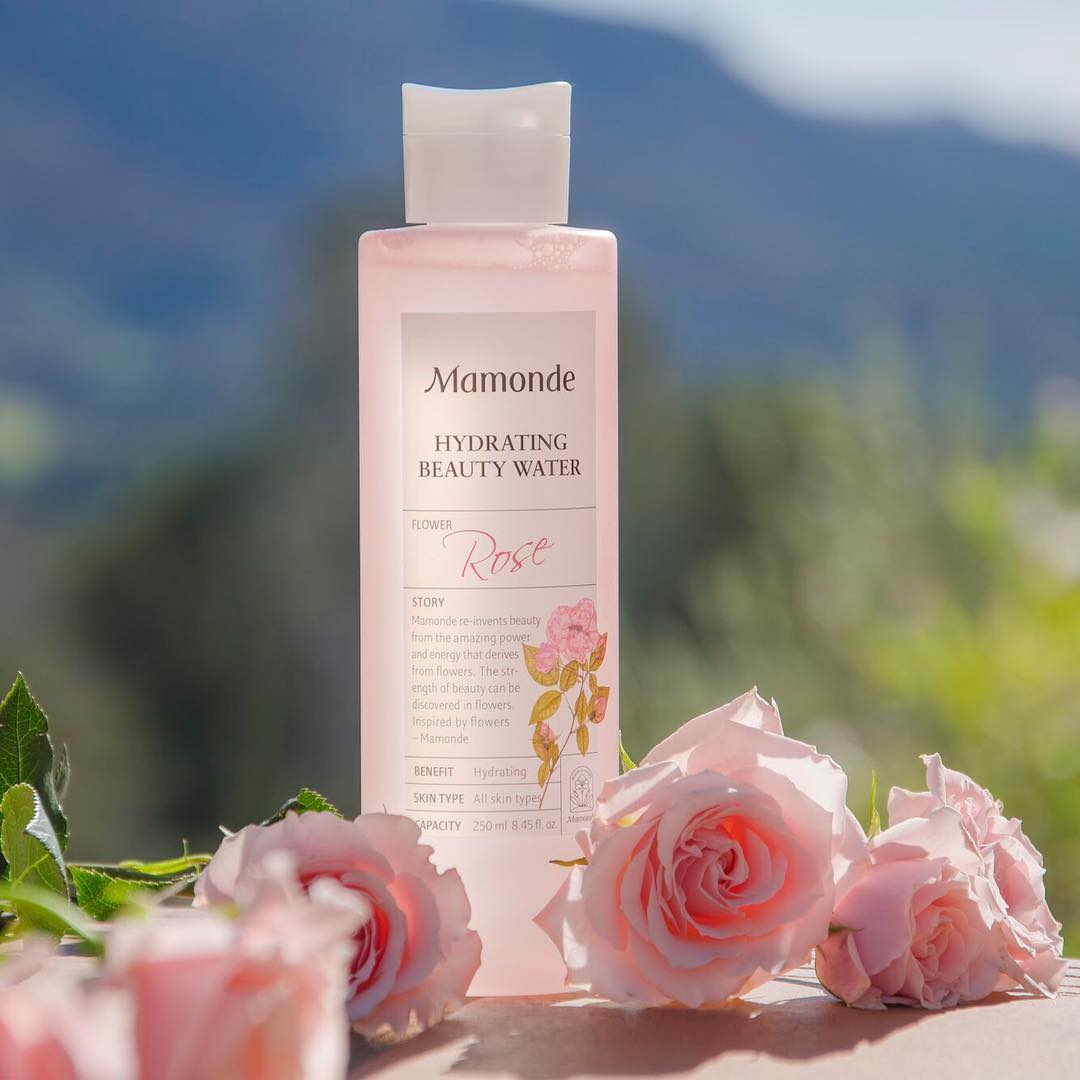 Mamonde
HYDRATING
BEAUTY WATER
FLOWER
Rose
STORY
Mamonde re-invents beauty
from the amazing power
and energy that derives
from flowers. The str-
ength of beauty can be
discovered in flowers.
Inspired by flowers
–Mamonde
BENEFIT Hydrating
SKIN TYPE All skin types
CAPACITY 250 ml 8.45 fl. oz.
Mamonde